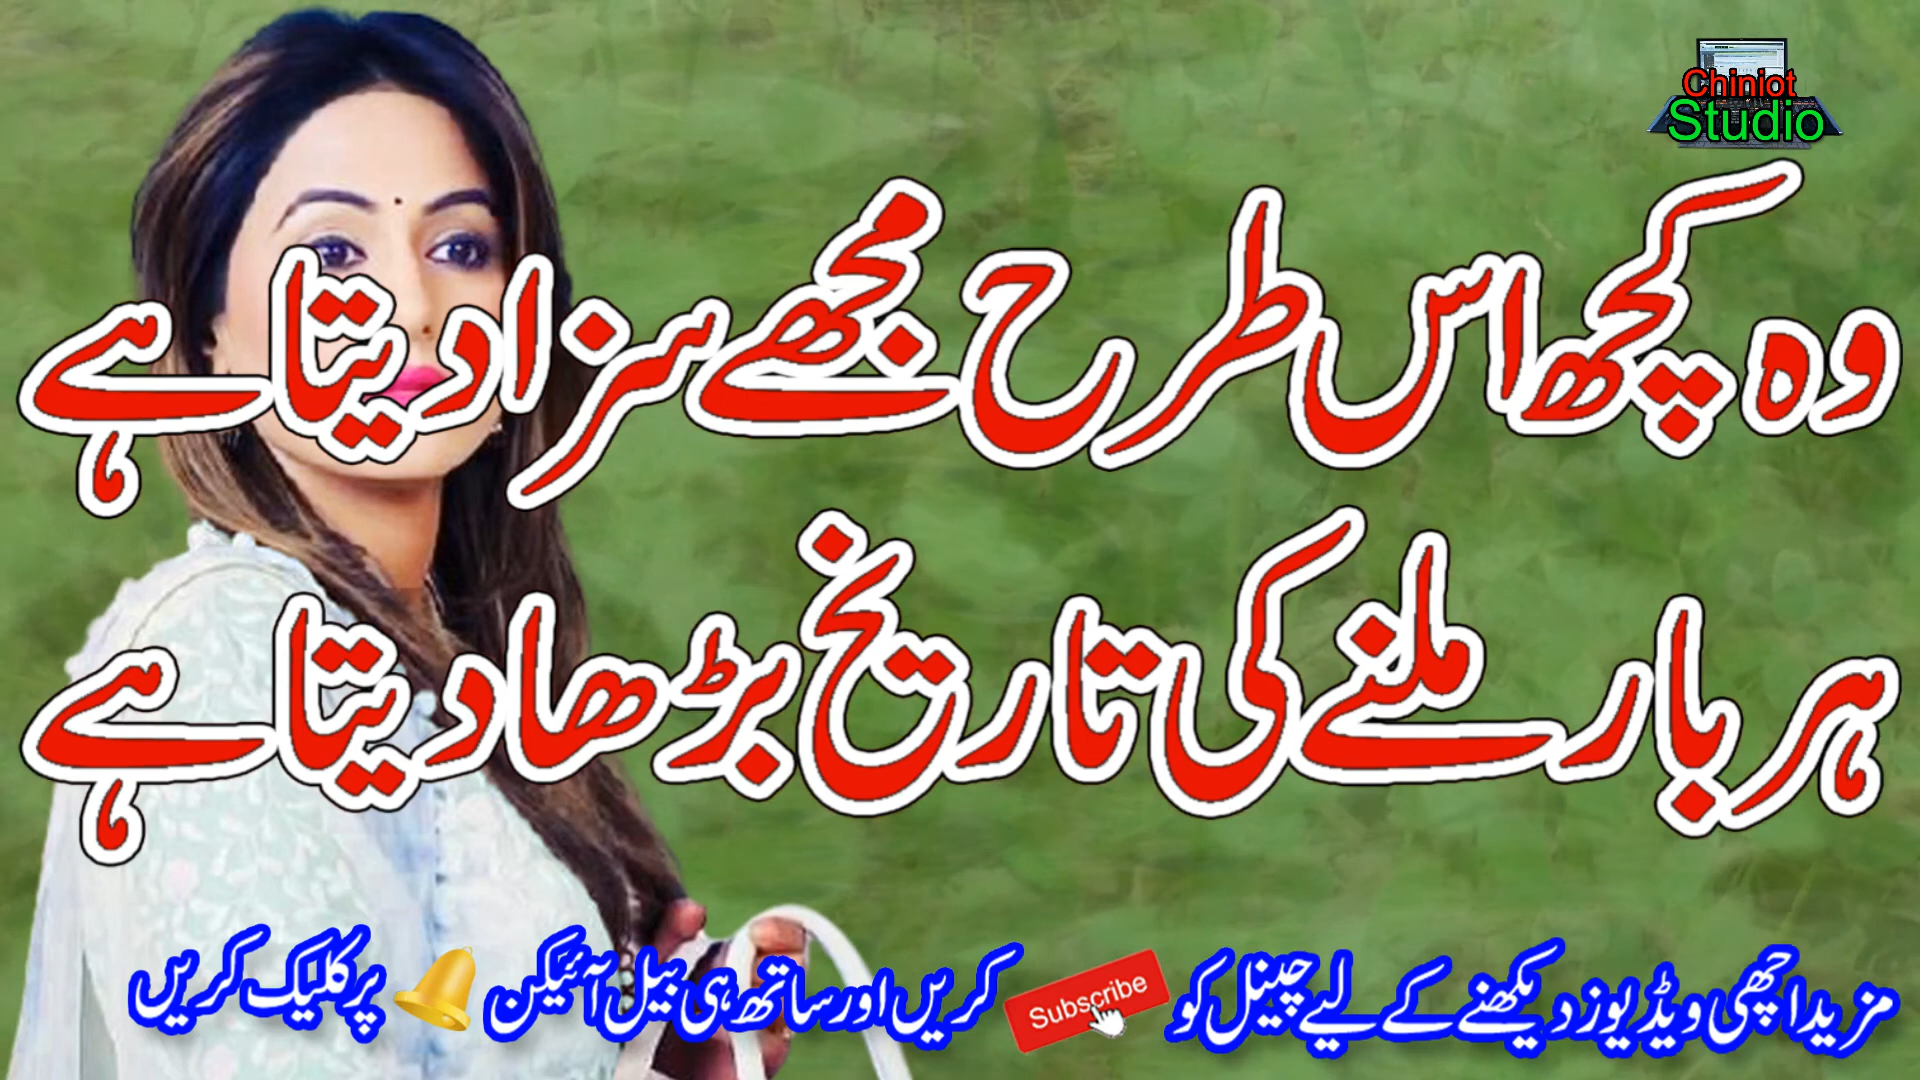 Chiniot
Studio
وہ کچھ اس طرح مجھے سزا دیتا ہے
ہر بار ملنے کی تاریخ بڑھا دیتا ہے
مزید اچھی ویڈیوز دیکھنے کے لیے چینل کو Subscribe کریں اور ساتھ ہی بیل آئیکن پر کلیک کریں